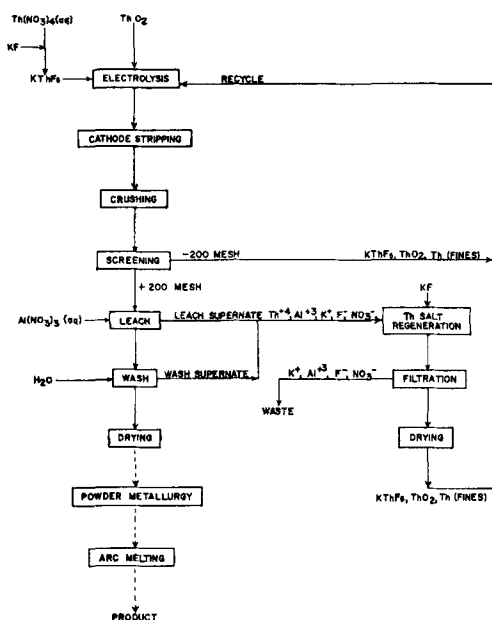 Th(NO3)4(aq)
ThO2
KF
KThF5
ELECTROLYSIS
RECYCLE
CATHODE STRIPPING
CRUSHING
SCREENING
-200 MESH
KThF5, ThO2, Th (FINES)
+200 MESH
KF
Al(NO3)3 (aq)
LEACH
LEACH SUPERNATE Th+4, Al+3, K+, F- NO3-
Th SALT
REGENERATION
H2O
WASH
WASH SUPERNATE
K+, Al+3, F-, NO3-
FILTRATION
WASTE
DRYING
DRYING
POWDER METALLURGY
KThF5, ThO2, Th (FINES)
ARC MELTING
PRODUCT